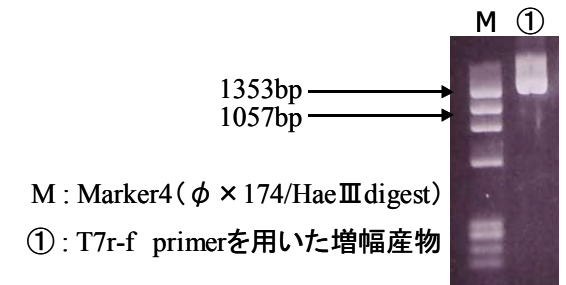 M ①
1353bp
1057bp
M : Marker4(φ×174/HaeⅢdigest)
① : T7r-f primerを用いた増幅産物